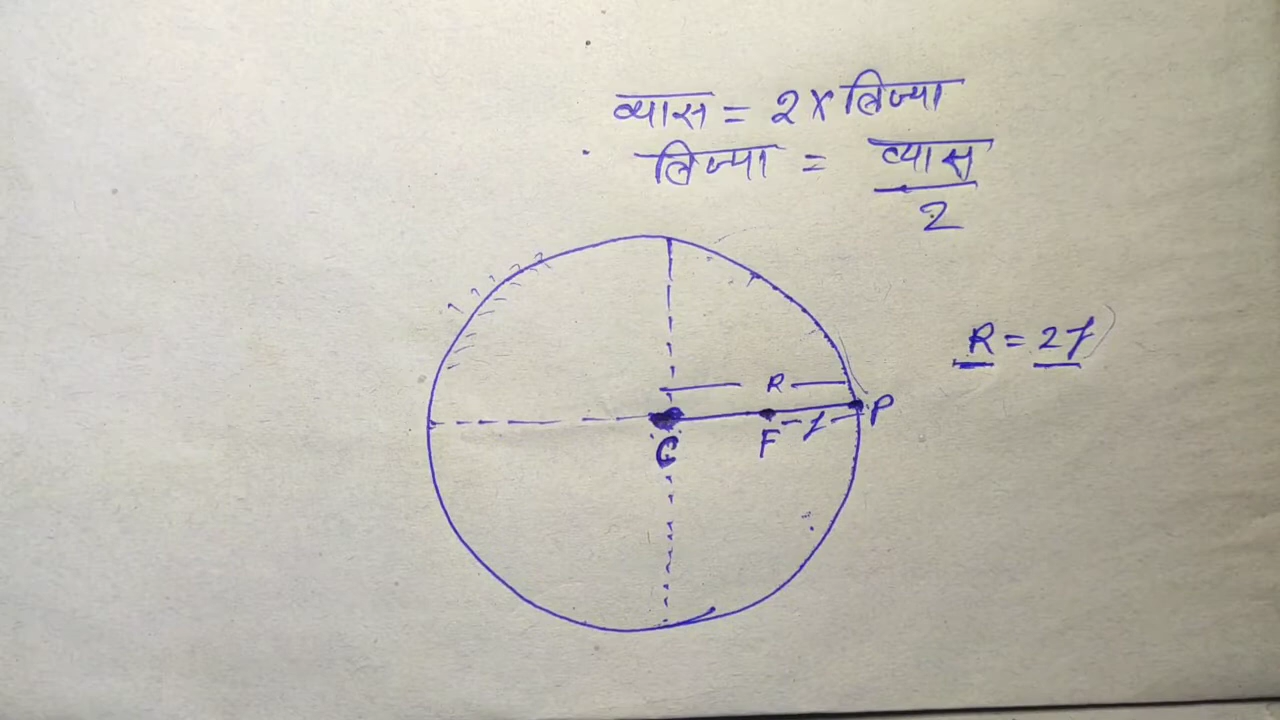 व्यास = 2 X त्रिज्या
त्रिज्या = व्यास
2
R = 2f
R
C
F
f
P